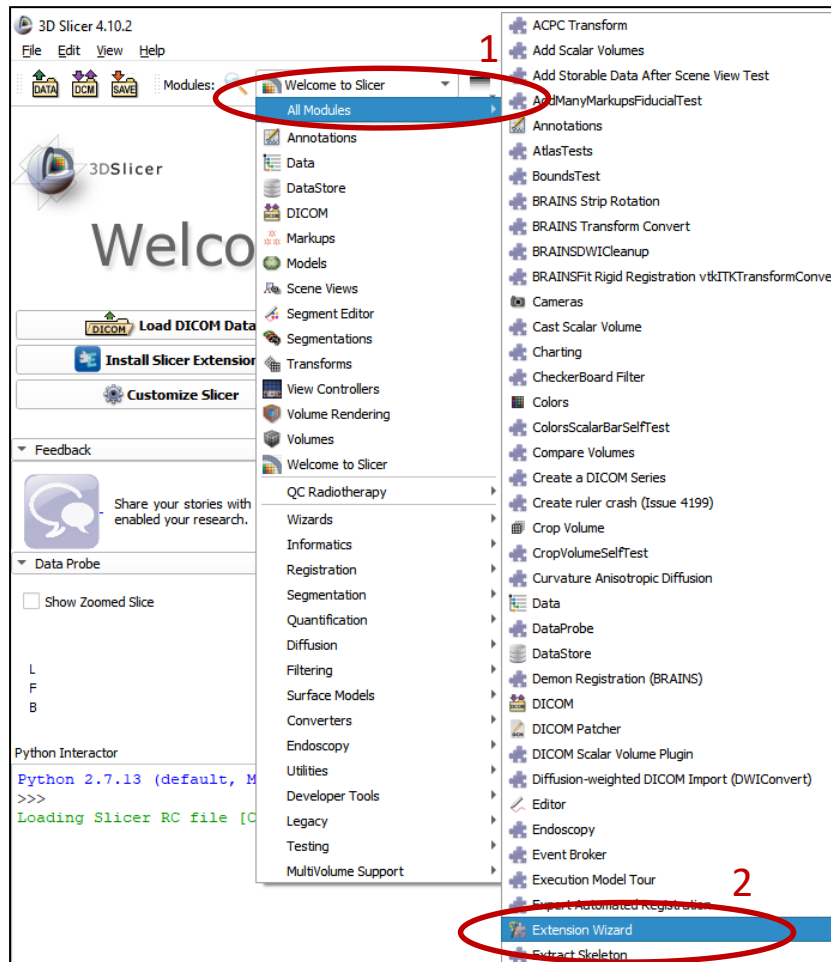 3D Slicer 4.10.2
File Edit View Help
DATA DCM SAVE Modules: Welcome to Slicer
1
3DSlicer
Welco
DICOM Load DICOM Data
Install Slicer Extension
Customize Slicer
Feedback
Share your stories with
enabled your research.
Data Probe
Show Zoomed Slice
L
F
B
Python Interactor
Python 2.7.13 (default, M
>>>
Loading Slicer RC file [C
All Modules
Annotations
Data
DataStore
DICOM
Markups
Models
Scene Views
Segment Editor
Segmentations
Transforms
View Controllers
Volume Rendering
Volumes
Welcome to Slicer
QC Radiotherapy
Wizards
Informatics
Registration
Segmentation
Quantification
Diffusion
Filtering
Surface Models
Converters
Endoscopy
Utilities
Developer Tools
Legacy
Testing
MultiVolume Support
ACPC Transform
Add Scalar Volumes
Add Storable Data After Scene View Test
AddManyMarkupsFiducialTest
Annotations
AtlasTests
BoundsTest
BRAINS Strip Rotation
BRAINS Transform Convert
BRAINSDWICleanup
BRAINSFit Rigid Registration vtkITKTransformConve
Cameras
Cast Scalar Volume
Charting
CheckerBoard Filter
Colors
ColorsScalarBarSelfTest
Compare Volumes
Create a DICOM Series
Create ruler crash (Issue 4199)
Crop Volume
CropVolumeSelfTest
Curvature Anisotropic Diffusion
Data
DataProbe
DataStore
Demon Registration (BRAINS)
DICOM
DICOM Patcher
DICOM Scalar Volume Plugin
Diffusion-weighted DICOM Import (DWIConvert)
Editor
Endoscopy
Event Broker
Execution Model Tour
2
Expert Automated Registration
Extension Wizard
Extract Skeleton